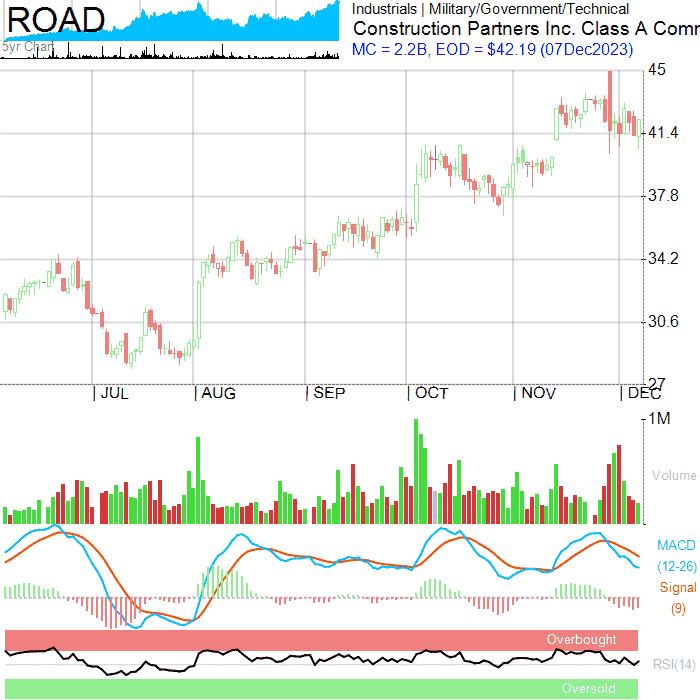 ROAD
5yr Chart
Industrials | Military/Government/Technical
Construction Partners Inc. Class A Comm
MC = 2.2B, EOD = $42.19 (07Dec2023)
45
41.4
37.8
34.2
30.6
27
JUL
AUG
SEP
OCT
NOV
DEC
1M
Volume
MACD
(12-26)
Signal
(9)
Overbought
RSI(14)
Oversold